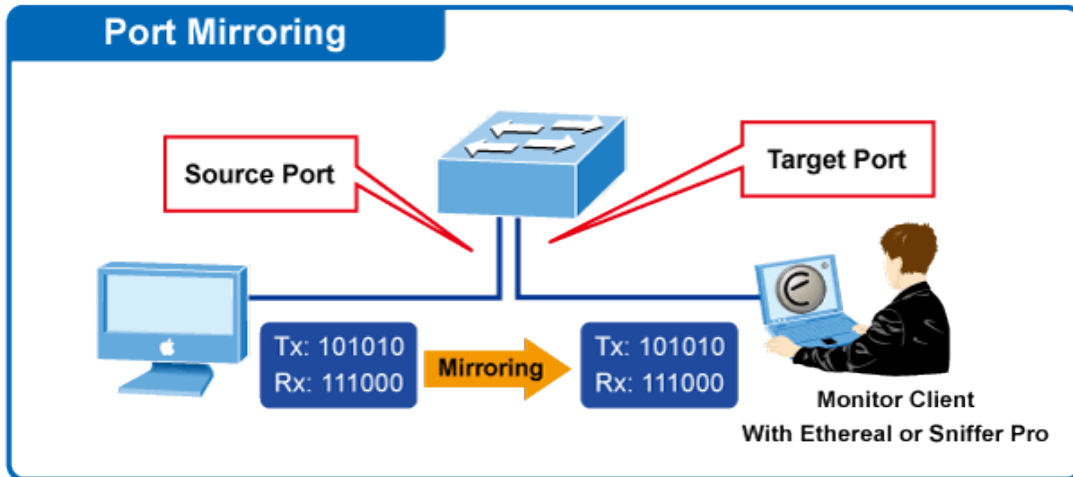 Port Mirroring
Source Port
Target Port
Tx: 101010
Rx: 111000
Mirroring
Tx: 101010
Rx: 111000
Monitor Client
With Ethereal or Sniffer Pro